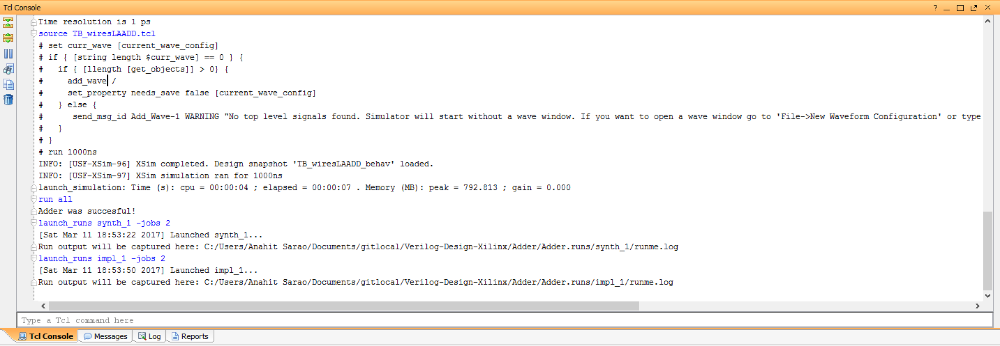 Tcl Console
Time resolution is 1 ps
source TB_wiresLAADD.tcl
# set curr_wave [current_wave_config]
# if { [string length $curr_wave] == 0 } {
#   if { [llength [get_objects]] > 0} {
#     add_wave /
#     set_property needs_save false [current_wave_config]
#   } else {
#      send_msg_id Add_Wave-1 WARNING "No top level signals found. Simulator will start without a wave window. If you want to open a wave window go to 'File->New Waveform Configuration' or type
#   }
# }
# run 1000ns
INFO: [USF-XSim-96] XSim completed. Design snapshot 'TB_wiresLAADD_behav' loaded.
INFO: [USF-XSim-97] XSim simulation ran for 1000ns
launch_simulation: Time (s): cpu = 00:00:04 ; elapsed = 00:00:07 . Memory (MB): peak = 792.813 ; gain = 0.000
run all
Adder was succesful!
launch_runs synth_1 -jobs 2
[Sat Mar 11 18:53:22 2017] Launched synth_1...
Run output will be captured here: C:/Users/Anahit Sarao/Documents/gitlocal/Verilog-Design-Xilinx/Adder/Adder.runs/synth_1/runme.log
launch_runs impl_1 -jobs 2
[Sat Mar 11 18:53:50 2017] Launched impl_1...
Run output will be captured here: C:/Users/Anahit Sarao/Documents/gitlocal/Verilog-Design-Xilinx/Adder/Adder.runs/impl_1/runme.log
Type a Tcl command here
Tcl Console Messages Log Reports